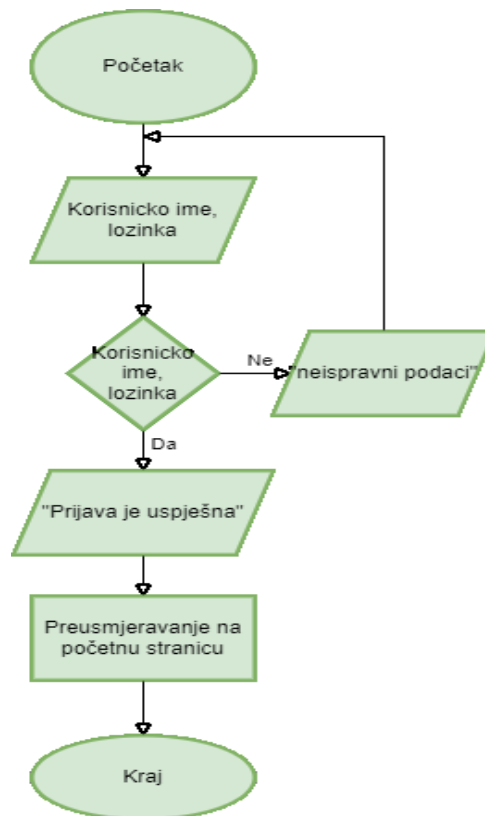 Početak
Korisnicko ime,
lozinka
Korisnicko
ime,
lozinka
Ne
"neispravni podaci"
Da
"Prijava je uspješna"
Preusmjeravanje na
početnu stranicu
Kraj